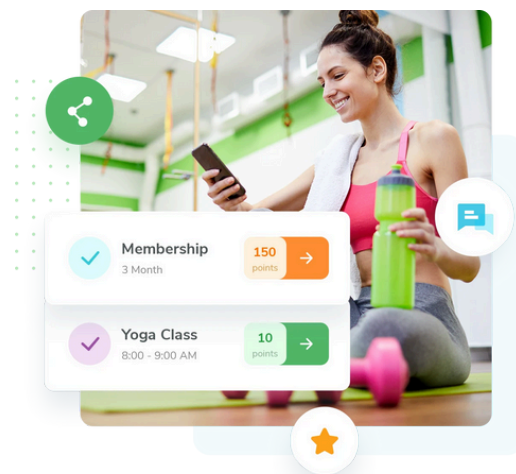 Membership
3 Month
150
points
Yoga Class
8:00 - 9:00 AM
10
points